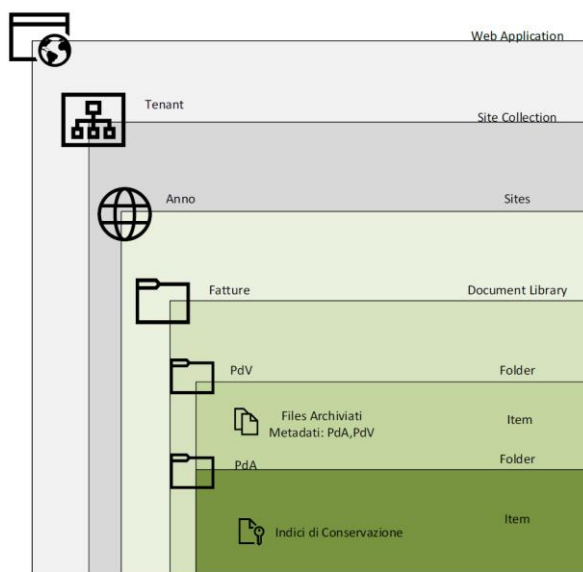 Web Application
Tenant
Site Collection
Anno
Sites
Fatture
Document Library
PdV
Folder
Files Archiviati
Metadati: PdA,PdV
Item
PdA
Folder
Indici di Conservazione
Item